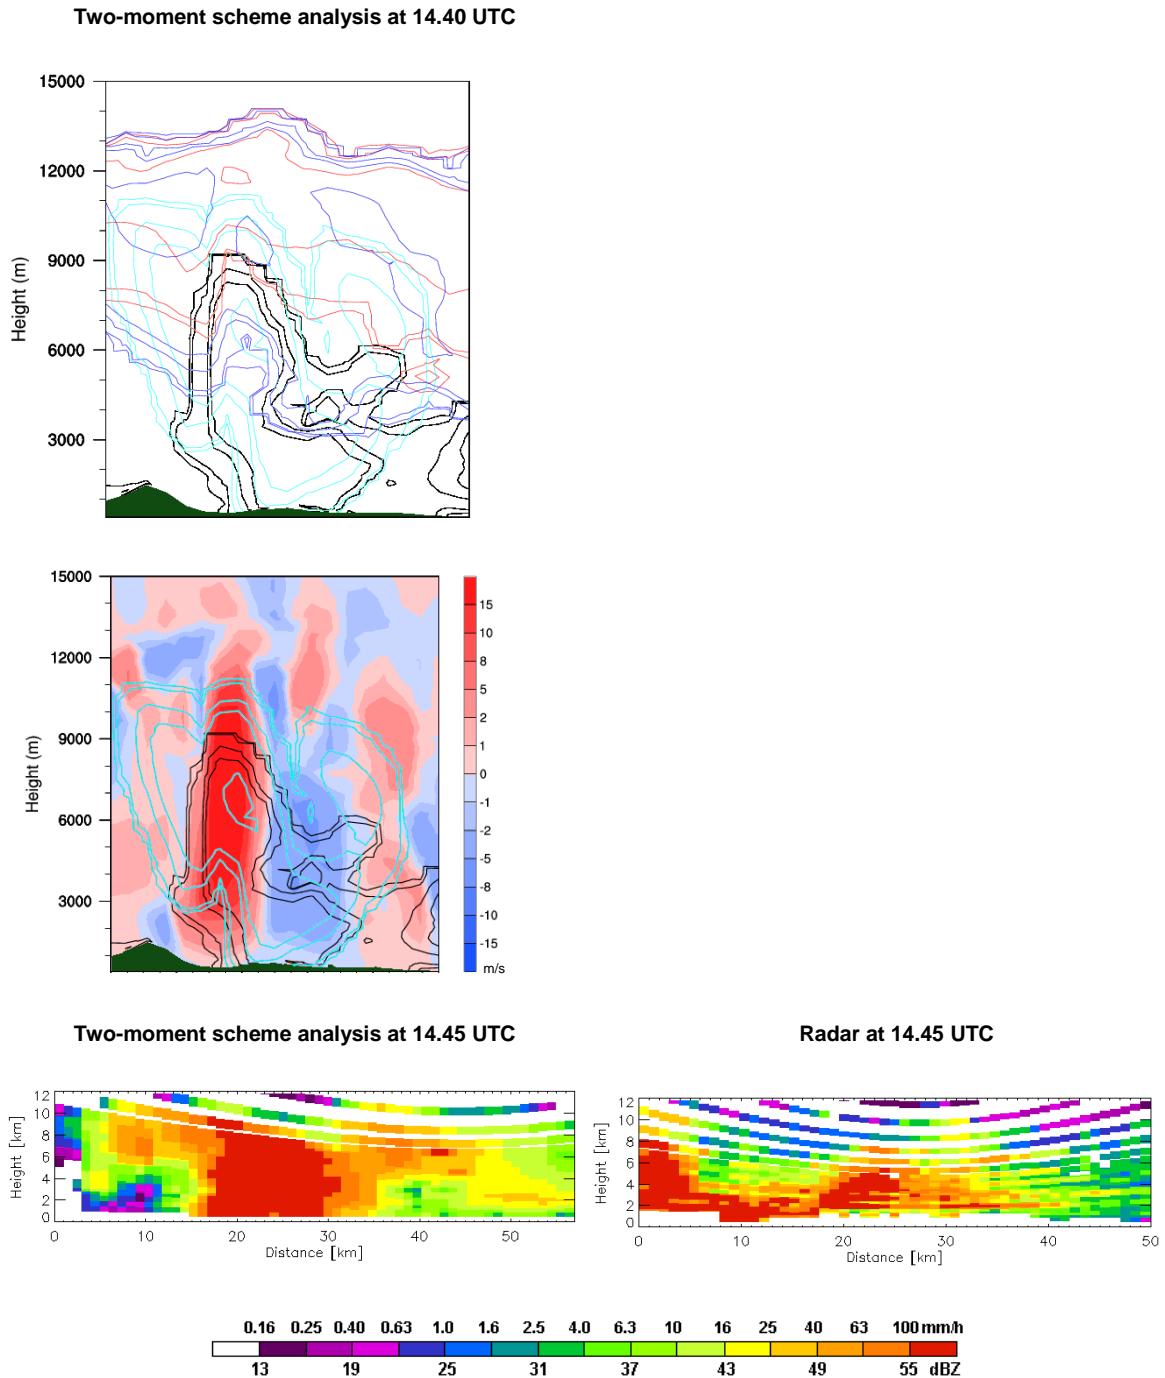 Two-moment scheme analysis at 14.40 UTC
15000
12000
9000
6000
3000
Height (m)
15000
12000
9000
6000
3000
Height (m)
15
10
8
5
2
1
0
-1
-2
-5
-8
-10
-15
m/s
Two-moment scheme analysis at 14.45 UTC
Radar at 14.45 UTC
12
10
8
6
4
2
0
Height [km]
0 10 20 30 40 50
Distance [km]
12
10
8
6
4
2
0
Height [km]
0 10 20 30 40 50
Distance [km]
0.16 0.25 0.40 0.63 1.0 1.6 2.5 4.0 6.3 10 16 25 40 63 100 mm/h
13 19 25 31 37 43 49 55 dBZ